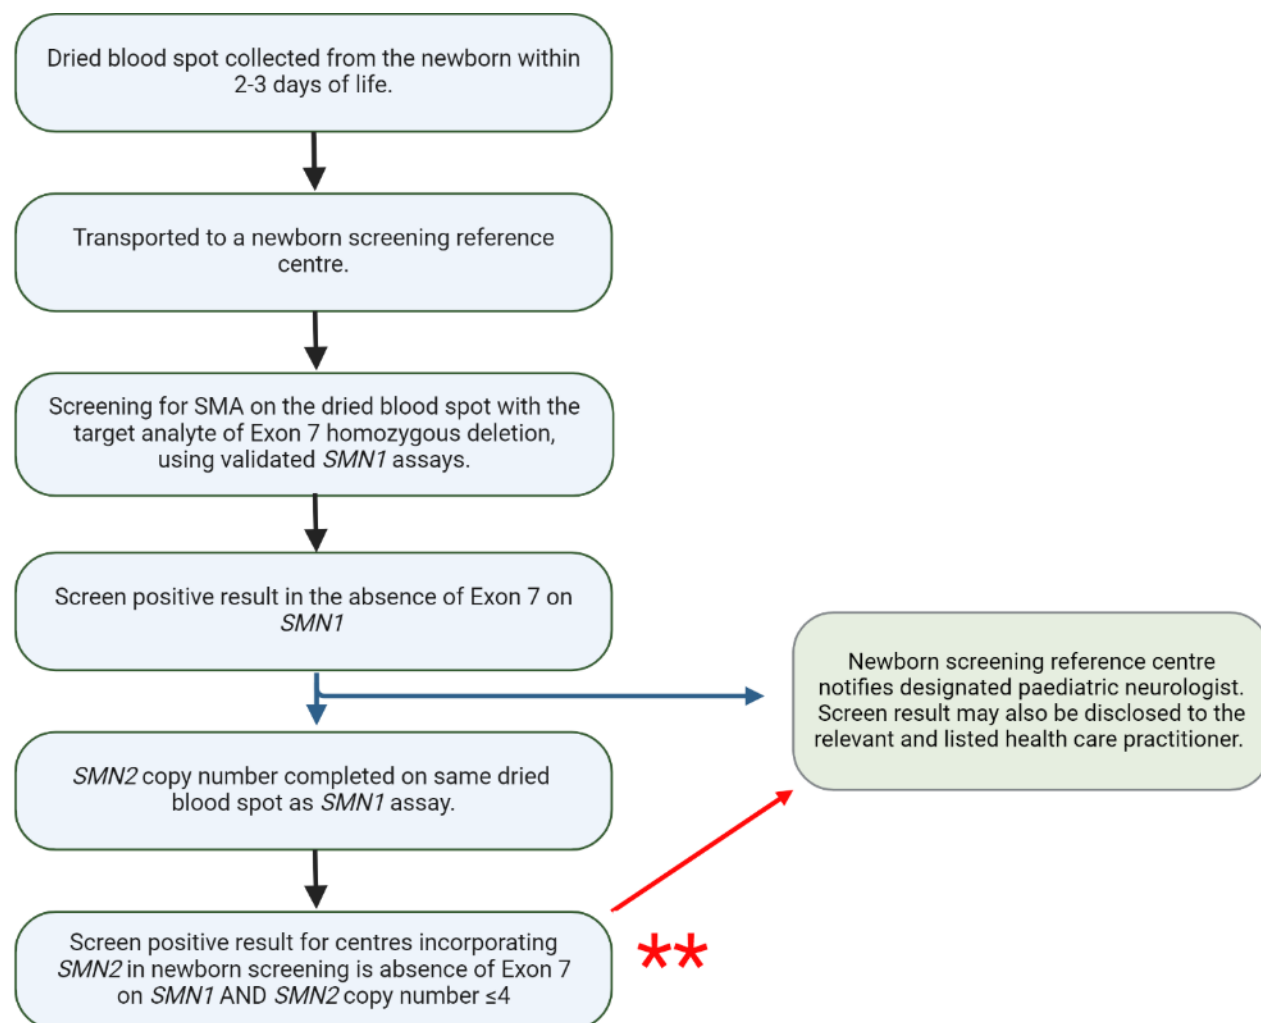 Dried blood spot collected from the newborn within
2-3 days of life.
Transported to a newborn screening reference
centre.
Screening for SMA on the dried blood spot with the
target analyte of Exon 7 homozygous deletion,
using validated SMN1 assays.
Screen positive result in the absence of Exon 7 on
SMN1
Newborn screening reference centre
notifies designated paediatric neurologist.
Screen result may also be disclosed to the
relevant and listed health care practitioner.
SMN2 copy number completed on same dried
blood spot as SMN1 assay.
Screen positive result for centres incorporating
SMN2 in newborn screening is absence of Exon 7
on SMN1 AND SMN2 copy number ≤4
**